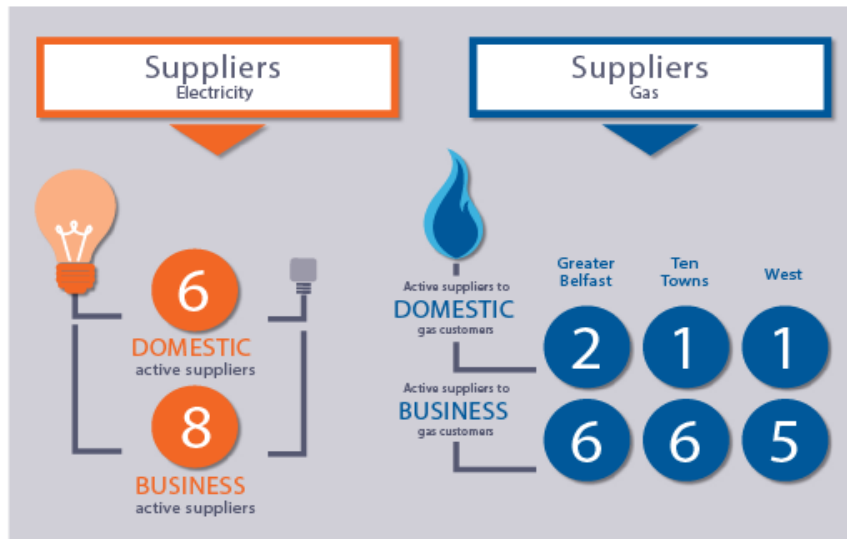 Suppliers
Electricity
6
DOMESTIC
active suppliers
8
BUSINESS
active suppliers
Suppliers
Gas
Greater
Belfast
Ten
Towns
West
Active suppliers to
DOMESTIC
gas customers
2 1 1
Active suppliers to
BUSINESS
gas customers
6 6 5